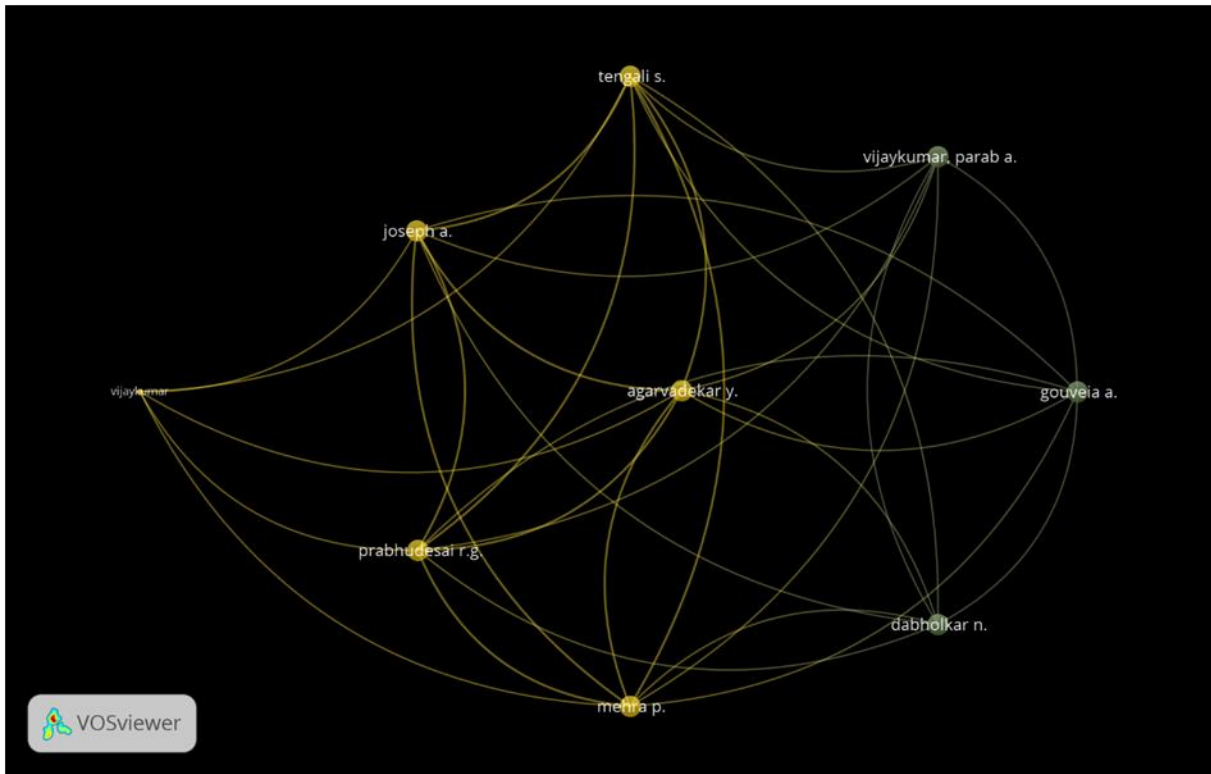 tengali s.
vijaykumar, parab a.
joseph a.
vijaykumar
agarvadekar y.
gouveia a.
prabhudesai r.g.
dabholkar n.
mehra p.
VOSviewer